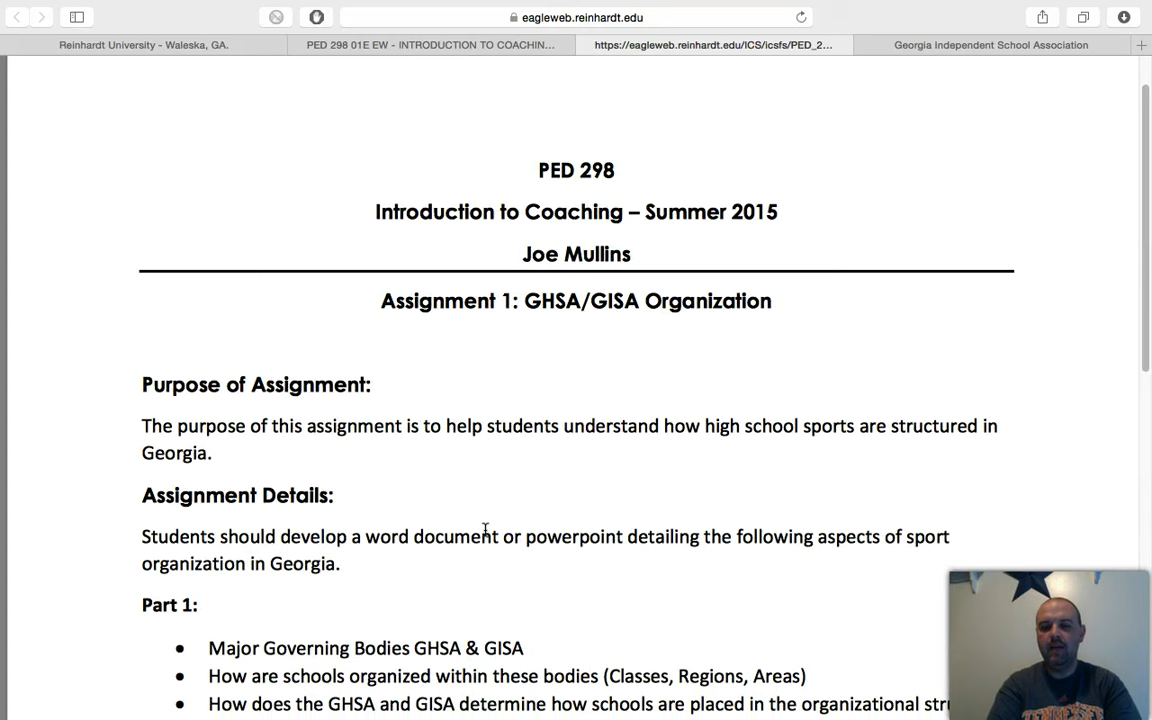 eagleweb.reinhardt.edu
Reinhardt University - Waleska, GA.
PED 298 01E EW - INTRODUCTION TO COACHIN...
https://eagleweb.reinhardt.edu/ICS/icsfs/PED_2...
Georgia Independent School Association
PED 298
Introduction to Coaching – Summer 2015
Joe Mullins
Assignment 1: GHSA/GISA Organization
Purpose of Assignment:
The purpose of this assignment is to help students understand how high school sports are structured in
Georgia.
Assignment Details:
Students should develop a word document or powerpoint detailing the following aspects of sport
organization in Georgia.
Part 1:
• Major Governing Bodies GHSA & GISA
• How are schools organized within these bodies (Classes, Regions, Areas)
• How does the GHSA and GISA determine how schools are placed in the organizational stru
TENNESSEE